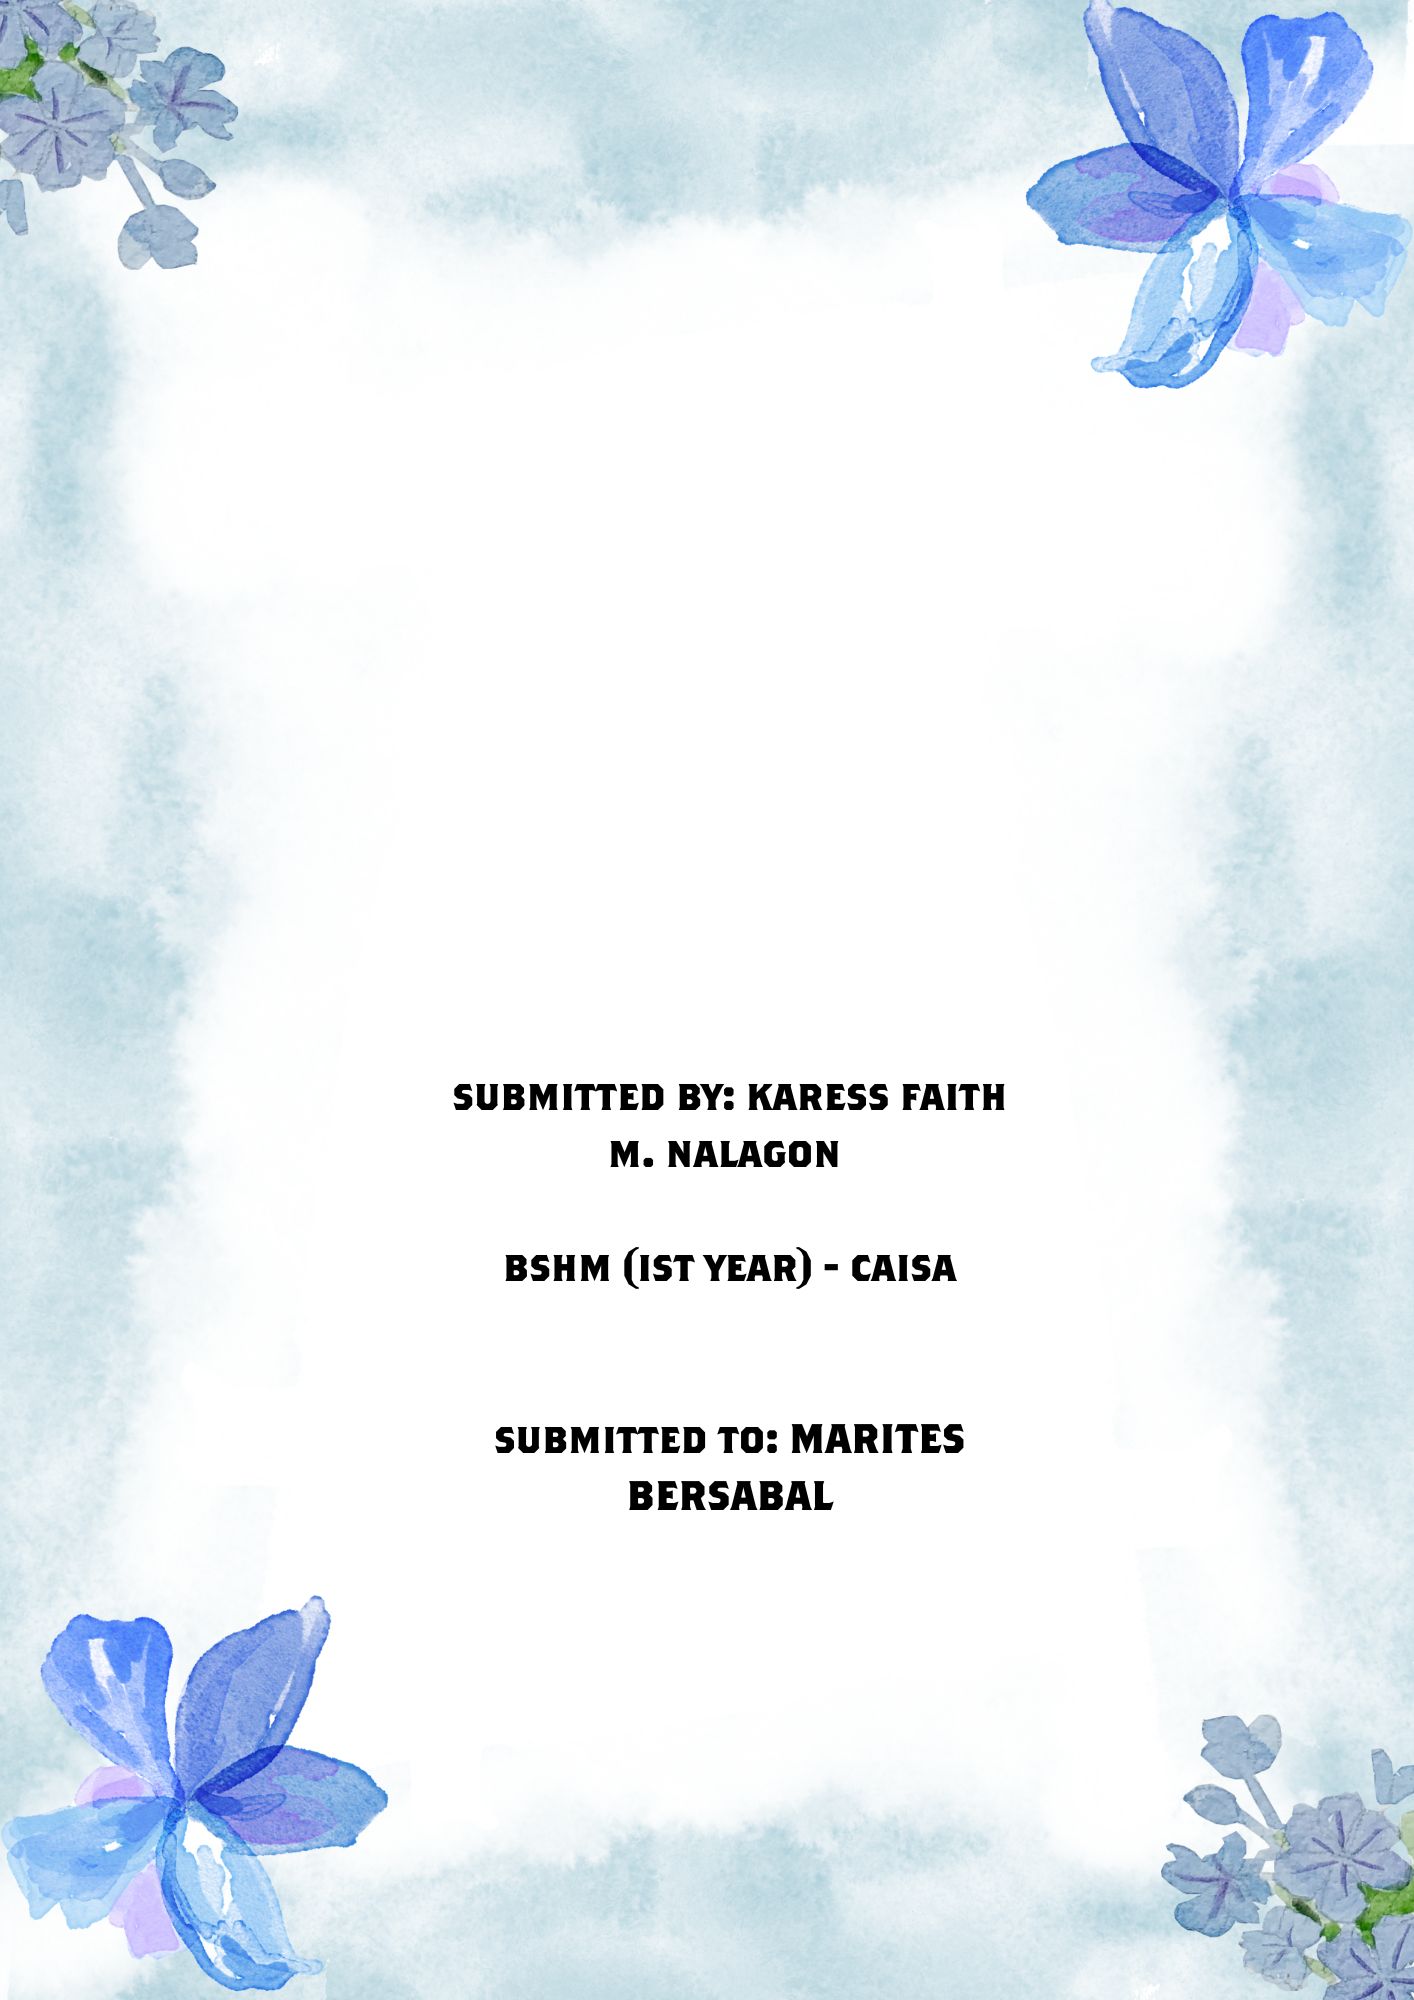 SUBMITTED BY: KARESS FAITH
M. NALAGON
BSHM (1ST YEAR) - CAISA
SUBMITTED TO: MARITES
BERSABAL